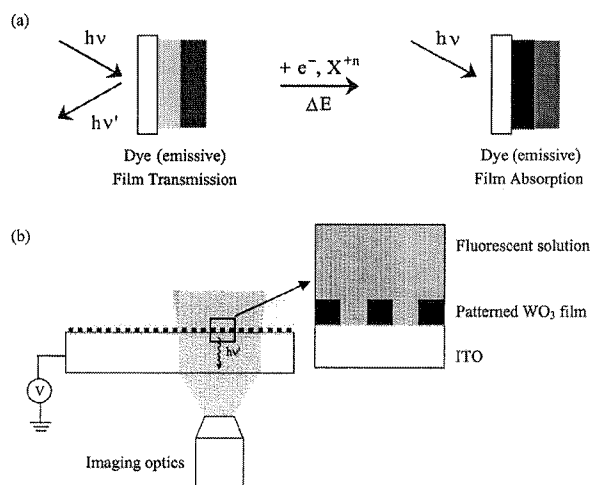 (a)
hν
hν'
+ e⁻, X⁺ⁿ
ΔE
hν
Dye (emissive)
Film Transmission
Dye (emissive)
Film Absorption
(b)
Fluorescent solution
Patterned WO₃ film
ITO
hν'
V
Imaging optics